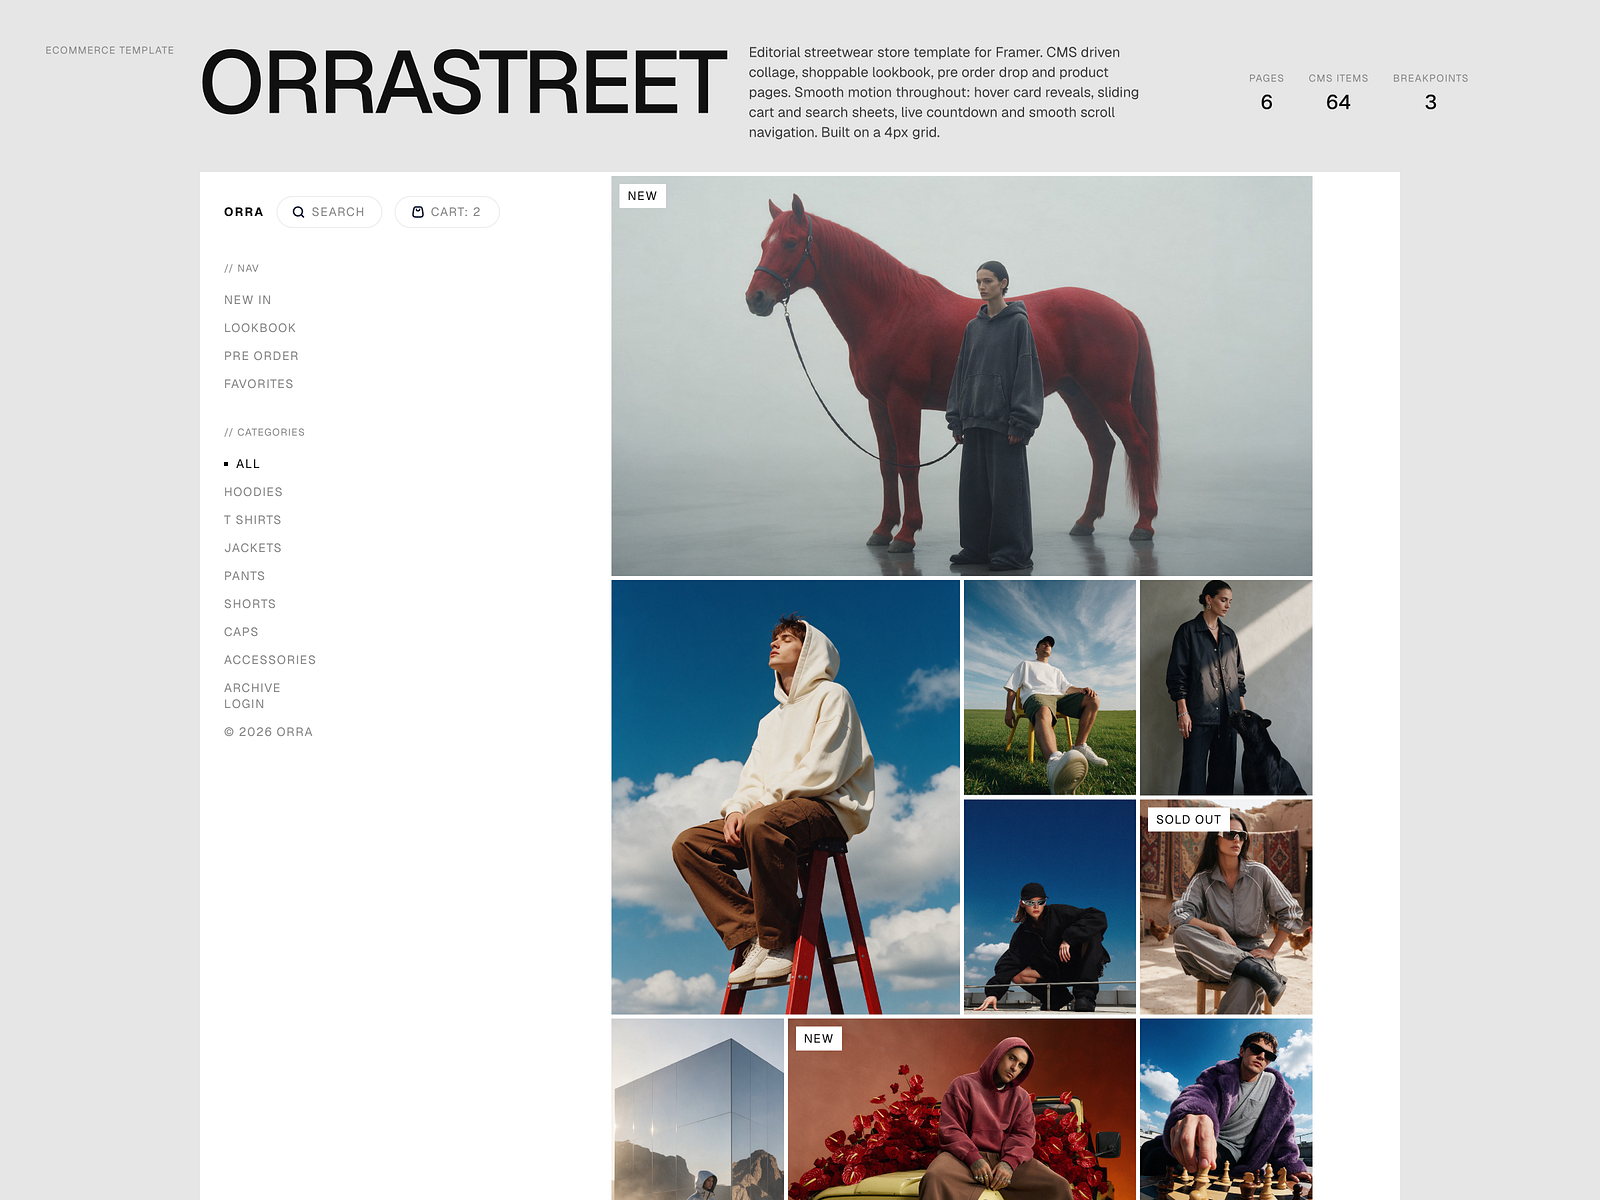 ECOMMERCE TEMPLATE
ORRASTREET
Editorial streetwear store template for Framer. CMS driven
collage, shoppable lookbook, pre order drop and product
pages. Smooth motion throughout: hover card reveals, sliding
cart and search sheets, live countdown and smooth scroll
navigation. Built on a 4px grid.
PAGES
6
CMS ITEMS
64
BREAKPOINTS
3
ORRA
SEARCH
CART: 2
// NAV
NEW IN
LOOKBOOK
PRE ORDER
FAVORITES
// CATEGORIES
ALL
HOODIES
T SHIRTS
JACKETS
PANTS
SHORTS
CAPS
ACCESSORIES
ARCHIVE
LOGIN
© 2026 ORRA
NEW
SOLD OUT
NEW